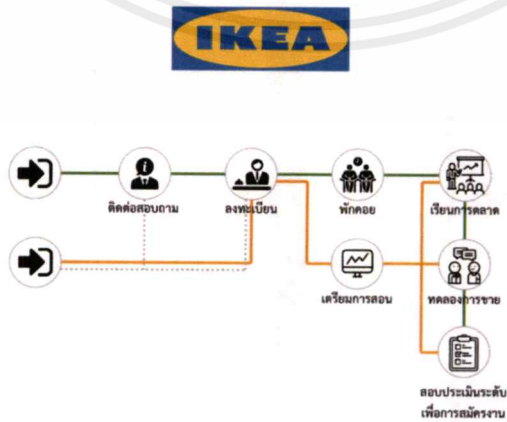 IKEA
ติดต่อสอบถาม
ลงทะเบียน
พักคอย
เรียนการตลาด
เตรียมการสอน
ทดลองการขาย
สอบประเมินระดับ
เพื่อการสมัครงาน